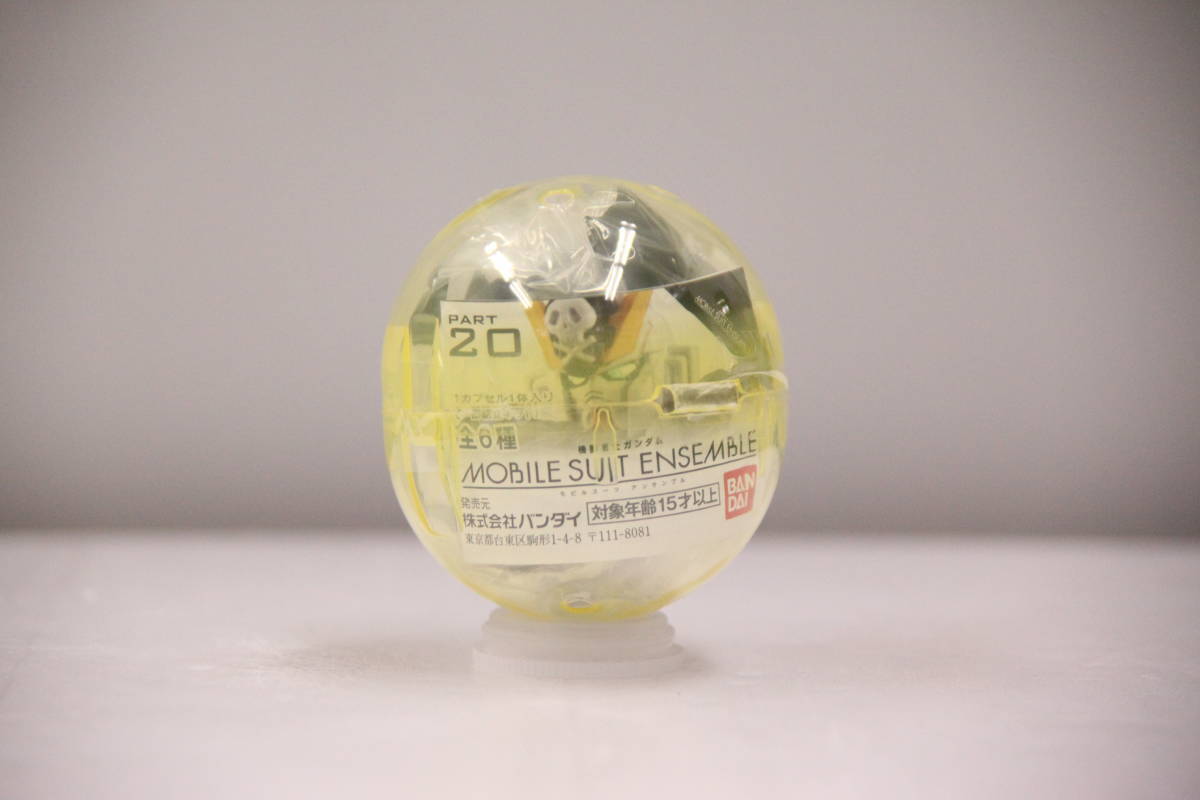 PART
20
1カプセル1体入り
全6種
機動戦士ガンダム
MOBILE SUIT ENSEMBLE
モビルスーツ アンサンブル
発売元
株式会社バンダイ
対象年齢15才以上
BAN
DAI
東京都台東区駒形1-4-8 〒111-8081